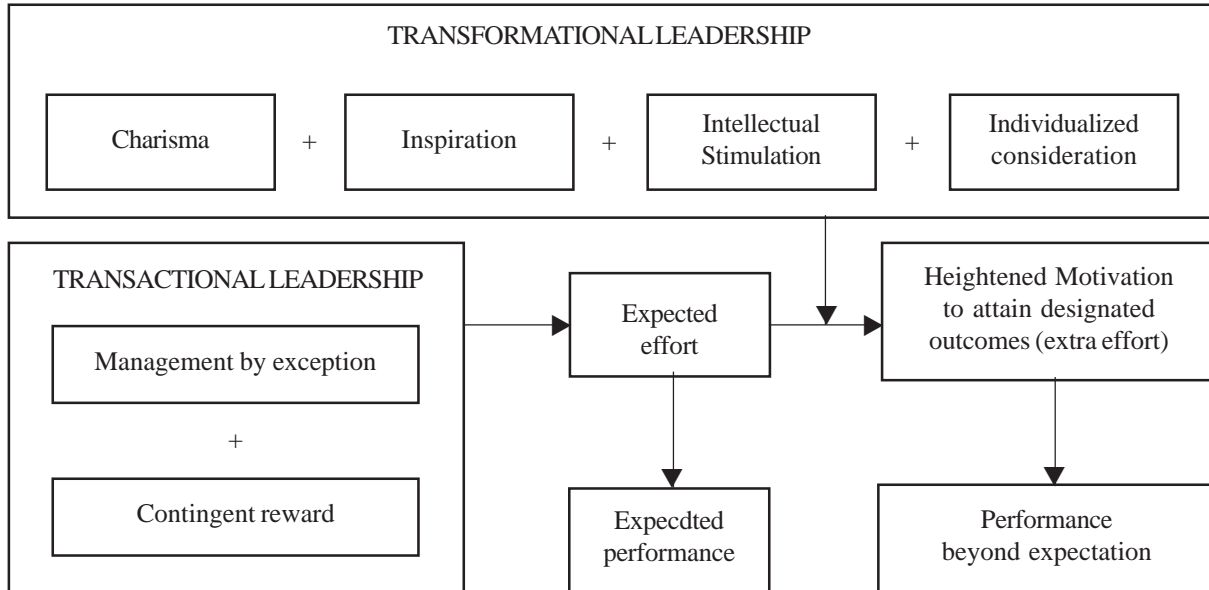 TRANSFORMATIONAL LEADERSHIP
Charisma
+
Inspiration
+
Intellectual
Stimulation
+
Individualized
consideration
TRANSACTIONAL LEADERSHIP
Management by exception
+
Contingent reward
Expected
effort
Heightened Motivation
to attain designated
outcomes (extra effort)
Expecdted
performance
Performance
beyond expectation